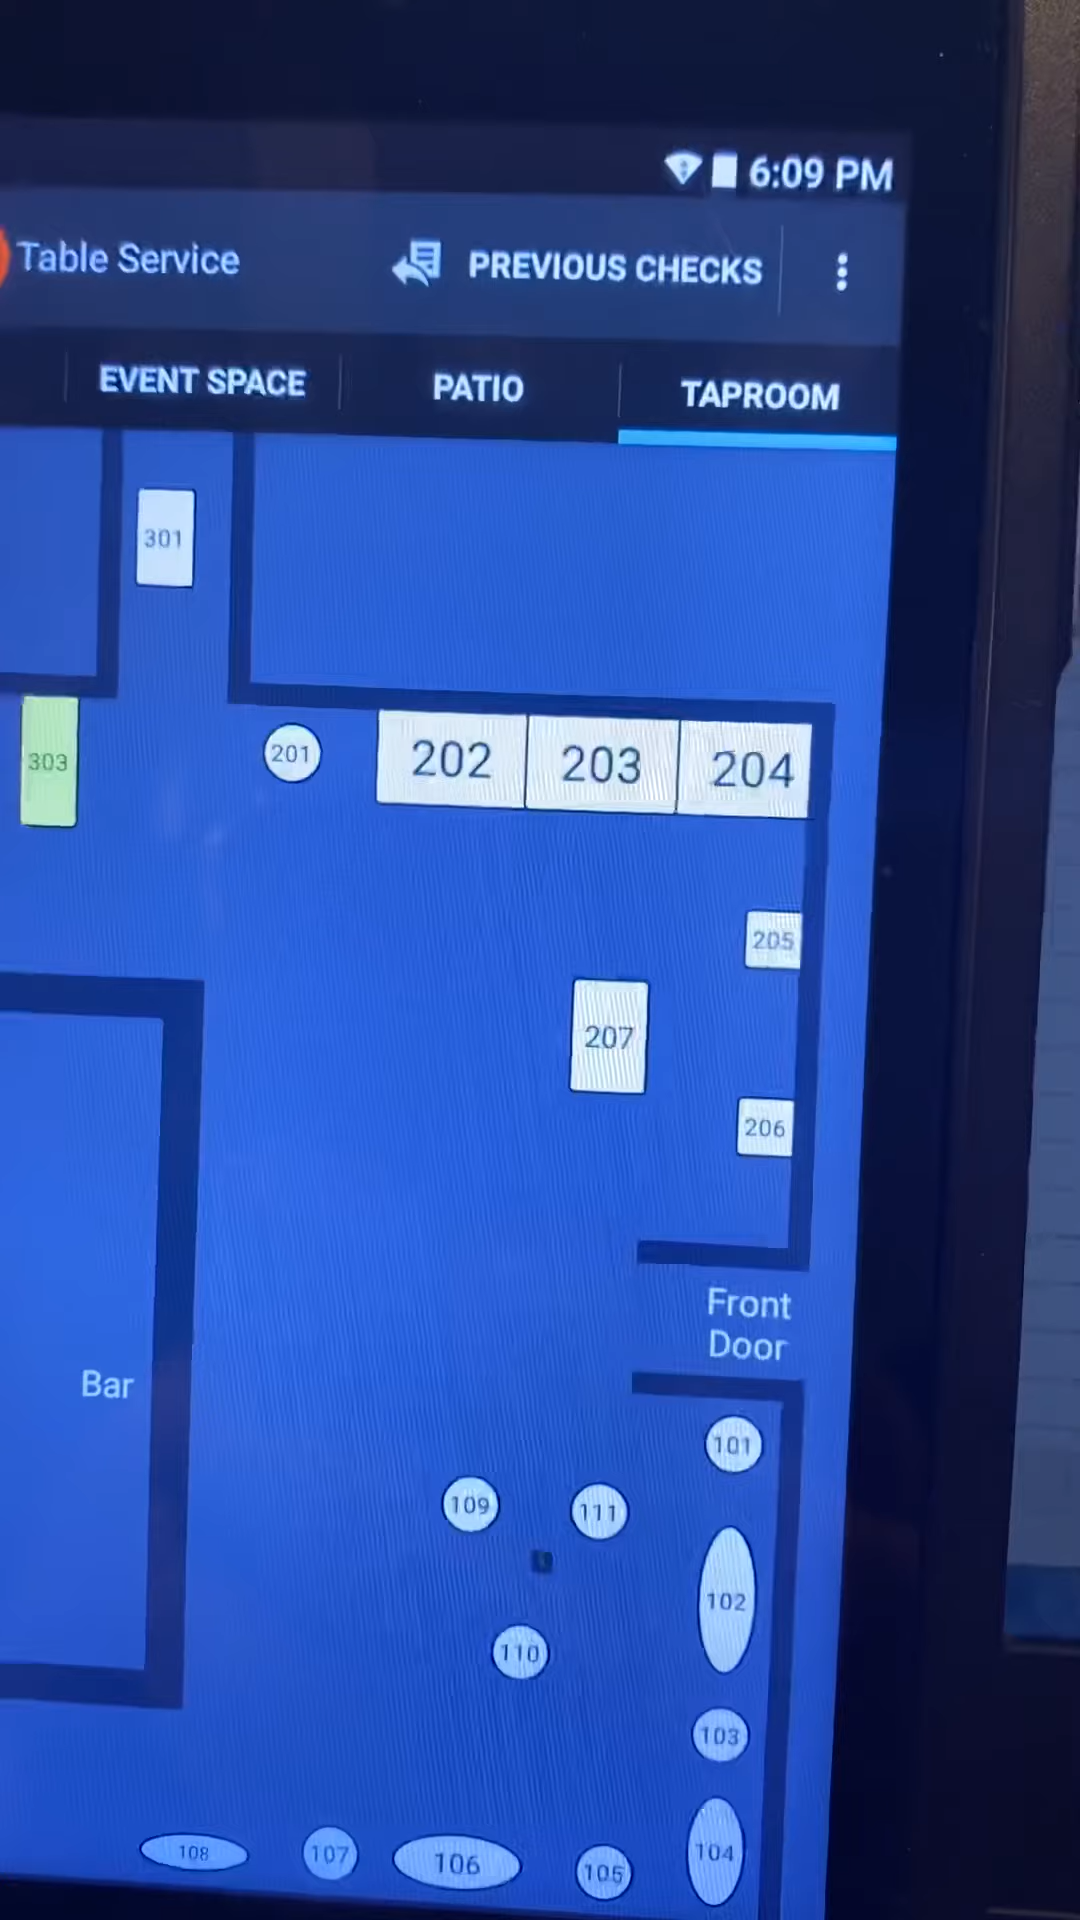 6:09 PM
Table Service
PREVIOUS CHECKS
EVENT SPACE
PATIO
TAPROOM
301
303
201
202
203
204
205
207
206
Front
Door
Bar
101
109
111
102
110
103
108
107
106
105
104